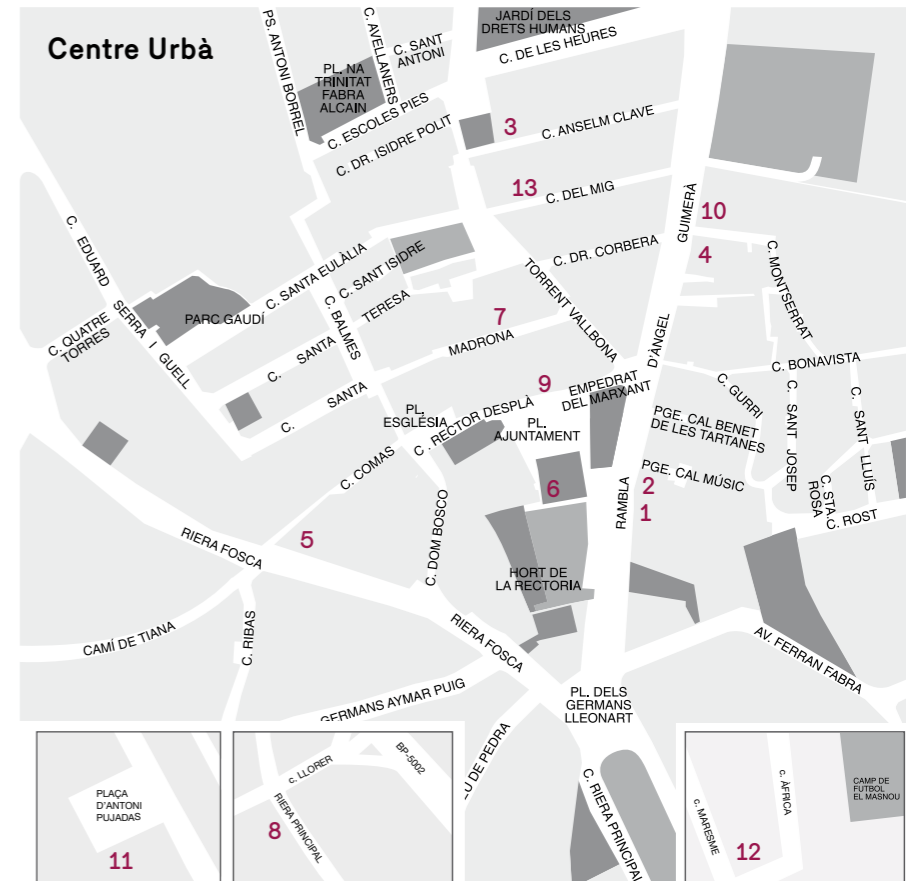 Centre Urbà
PS. ANTONI BORREL
C. AVELLANERS
C. SANT
ANTONI
JARDÍ DELS
DRETS HUMANS
C. DE LES HEURES
PL. NA
TRINITAT
FABRA
ALCAIN
C. ESCOLES PIES
C. DR. ISIDRE POLIT
3
C. ANSELM CLAVE
13
C. DEL MIG
GUIMERÀ
10
4
C. MONTSERRAT
C. EDUARD SERRA I GUELL
C. SANTA EULÀLIA
C. SANT ISIDRE
C. DR. CORBERA
TORRENT VALLBONA
PARC GAUDÍ
C. QUATRE
TORRES
C. BALMES
C. SANTA TERESA
7
C. SANTA MADRONA
D'ÀNGEL
C. BONAVISTA
9
EMPEDRAT
DEL MARXANT
C. GURRI
C. SANT JOSEP
C. SANT LLUÍS
PL.
ESGLÉSIA
C. RECTOR DESPLÀ
PL.
AJUNTAMENT
PGE. CAL BENET
DE LES TARTANES
C. COMAS
PGE. CAL MÚSIC
6
2
1
RAMBLA
C. STA.
ROSA
C. ROST
5
RIERA FOSCA
C. DOM BOSCO
HORT DE
LA RECTORIA
CAMÍ DE TIANA
C. RIBAS
RIERA FOSCA
AV. FERRAN FABRA
GERMANS AYMAR PUIG
PL. DELS
GERMANS
LLEONART
U DE PEDRA
C. RIERA PRINCIPAL
PLAÇA
D'ANTONI
PUJADAS
11
c. LLORER
BP-5002
RIERA PRINCIPAL
8
c. MARESME
c. ÀFRICA
CAMP DE
FUTBOL
EL MASNOU
12